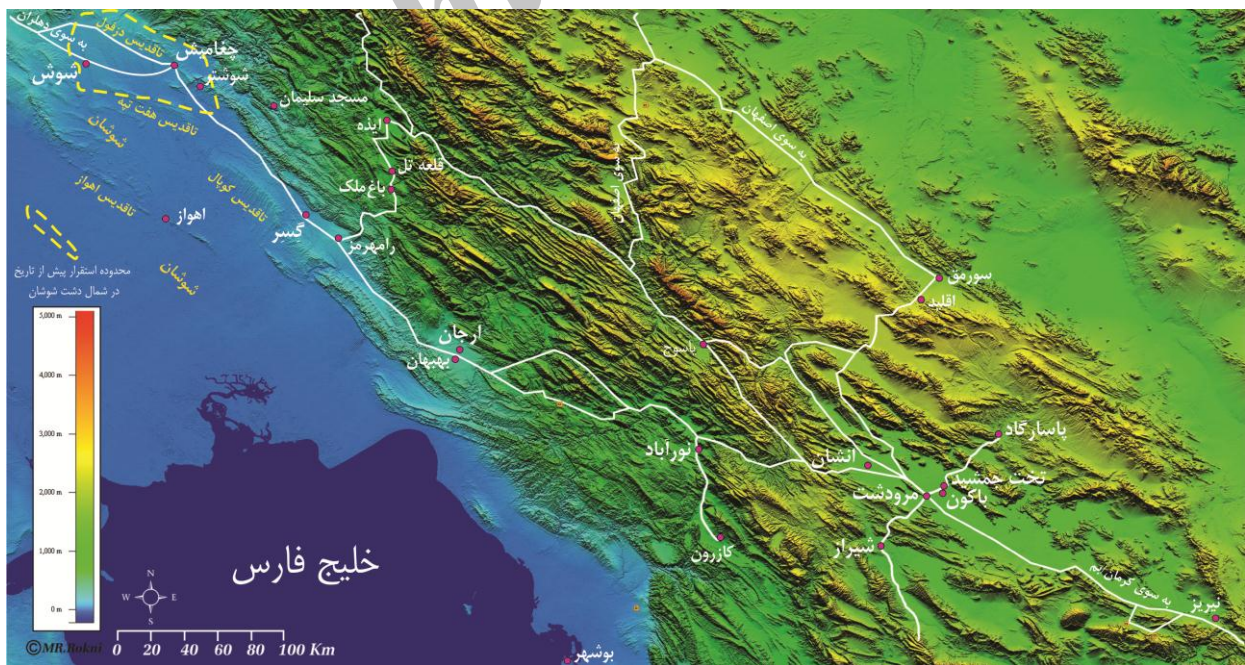 به سوی دهلران
تاقدیس دزفول
چغامیش
شوش
شوشتر
تاقدیس هفت تپه
شوشان
مسجد سلیمان
ایذه
قلعه تل
باغ ملک
تاقدیس کوپال
تاقدیس اهواز
اهواز
گسر
رامهرمز
شوشان
محدوده استقرار پیش از تاریخ
در شمال دشت شوشان
به سوی اصفهان
به سوی اصفهان
سورمق
اقلید
ارجان
بهبهان
یاسوج
نورآباد
انشان
پاسارگاد
تخت جمشید
باکون
مرودشت
شیراز
کازرون
به سوی کرمان، بم
نیریز
خلیج فارس
بوشهر
5,000 m
4,000 m
3,000 m
2,000 m
1,000 m
0 m
N
W E
S
0 20 40 60 80 100 Km
©MR.Rokni